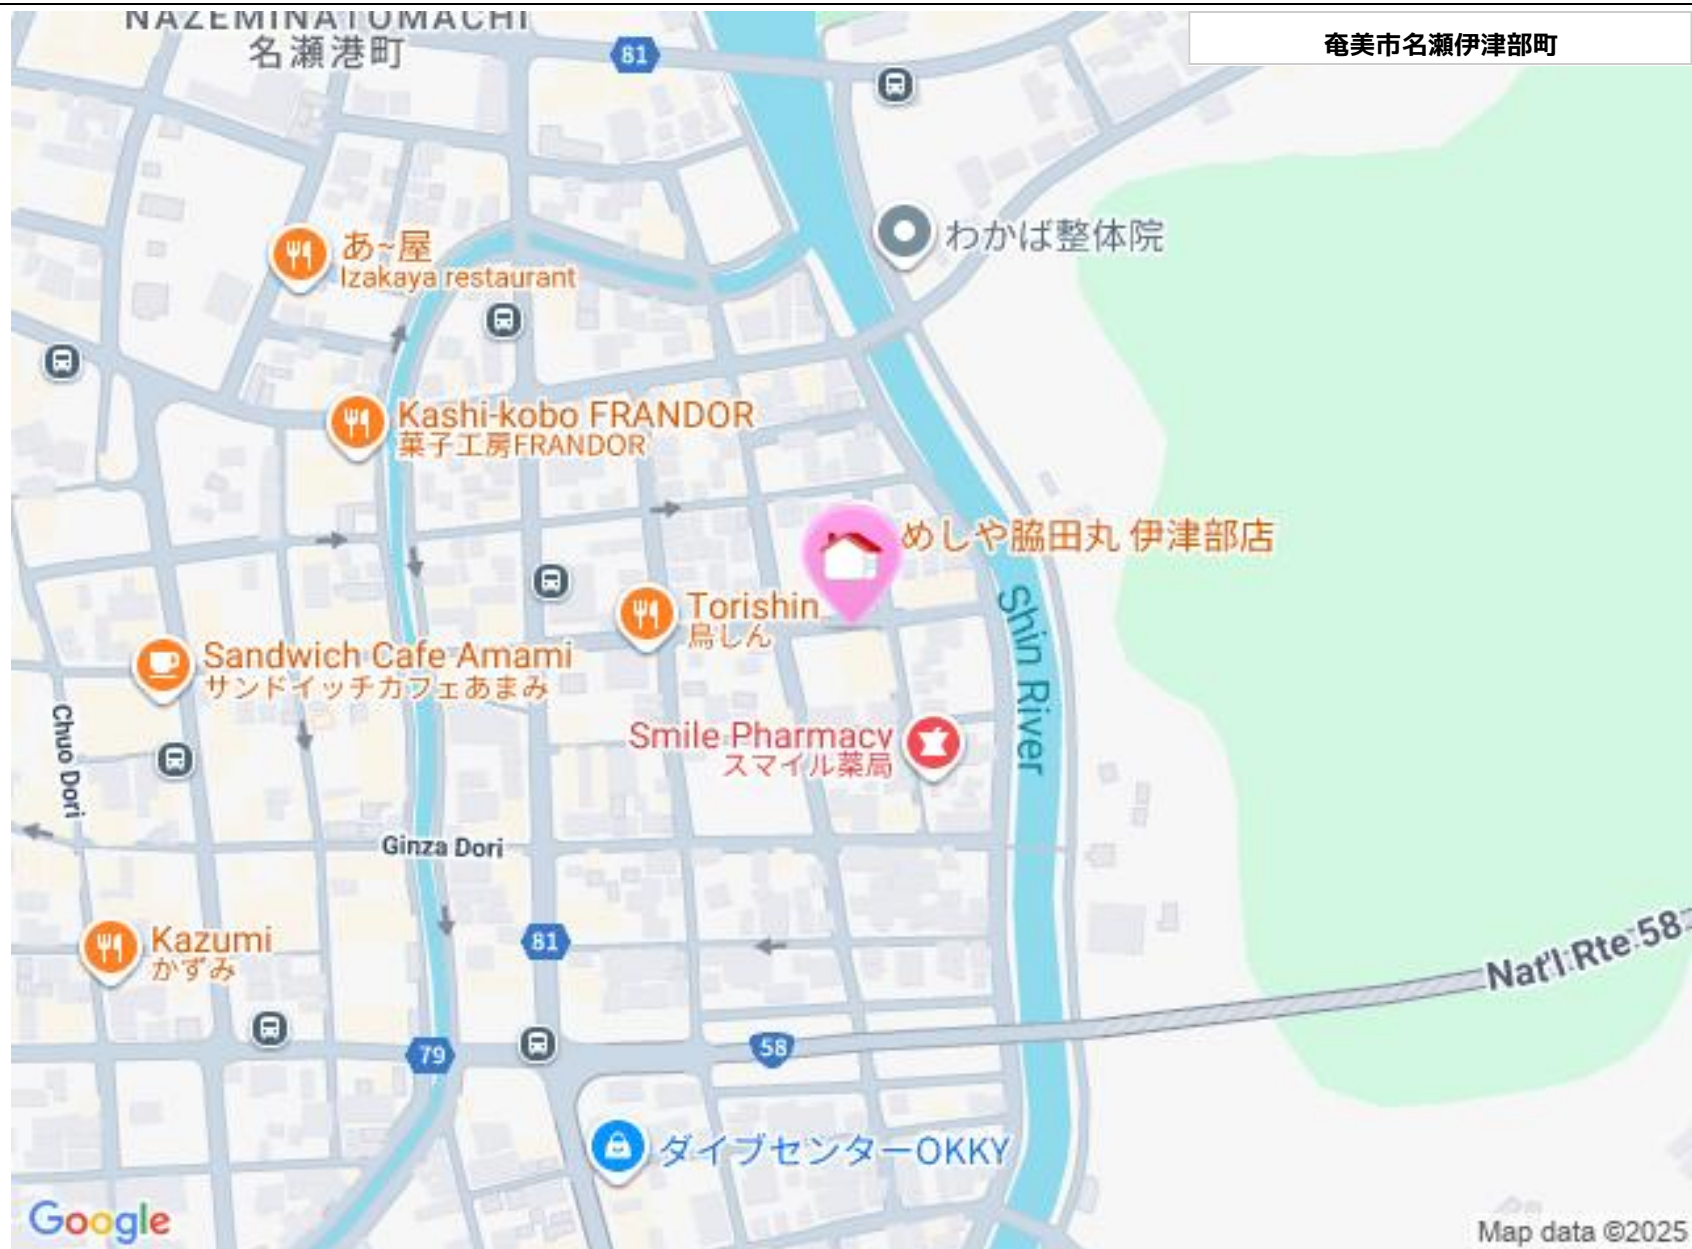 NAZEMINATOMACHI
名瀬港町
81
奄美市名瀬伊津部町
わかば整体院
あ~屋
Izakaya restaurant
Kashi-kobo FRANDOR
菓子工房FRANDOR
めしや脇田丸 伊津部店
Torishin
鳥しん
Shin River
Sandwich Cafe Amami
サンドイッチカフェあまみ
Chuo Dori
Smile Pharmacy
スマイル薬局
Ginza Dori
Kazumi
かずみ
81
Nat'l Rte 58
79
58
ダイブセンターOKKY
Google
Map data ©2025